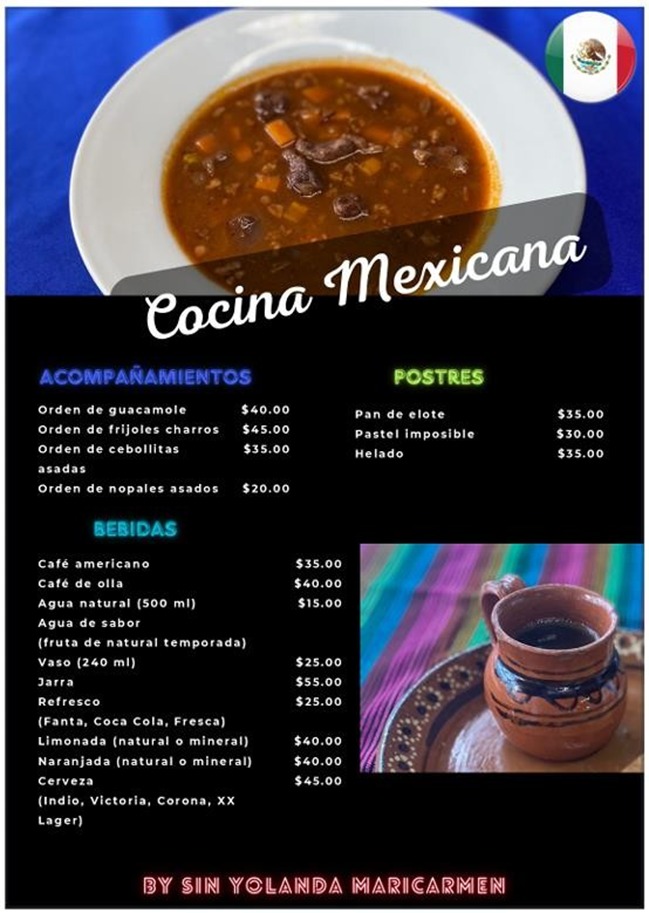 Cocina Mexicana
ACOMPAÑAMIENTOS
Orden de guacamole $40.00
Orden de frijoles charros $45.00
Orden de cebollitas $35.00
asadas
Orden de nopales asados $20.00
POSTRES
Pan de elote $35.00
Pastel imposible $30.00
Helado $35.00
BEBIDAS
Café americano $35.00
Café de olla $40.00
Agua natural (500 ml) $15.00
Agua de sabor
(fruta de natural temporada)
Vaso (240 ml) $25.00
Jarra $55.00
Refresco $25.00
(Fanta, Coca Cola, Fresca)
Limonada (natural o mineral) $40.00
Naranjada (natural o mineral) $40.00
Cerveza $45.00
(Indio, Victoria, Corona, XX
Lager)
BY SIN YOLANDA MARICARMEN